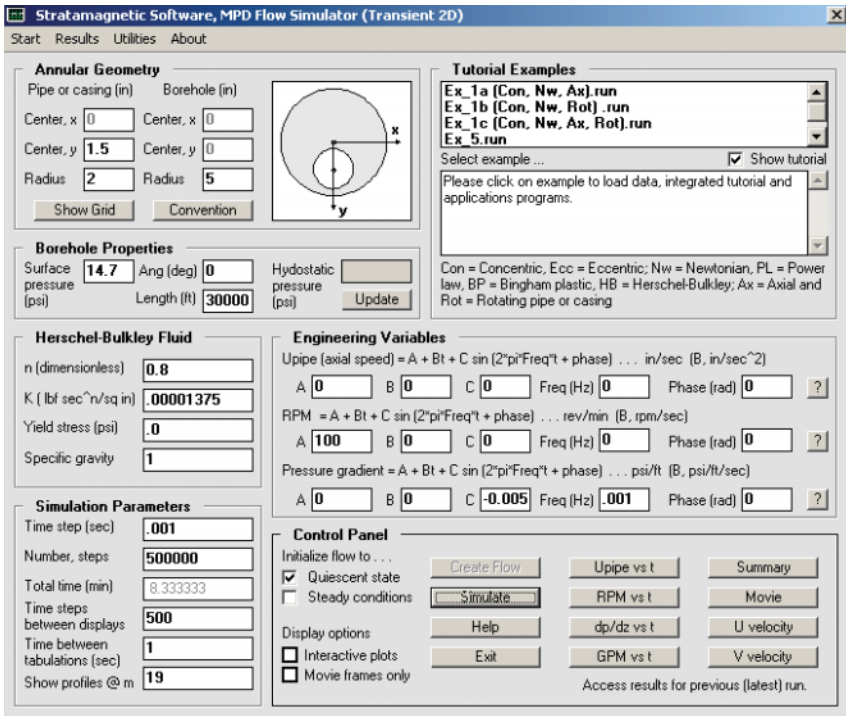 Stratamagnetic Software, MPD Flow Simulator (Transient 2D)
Start Results Utilities About
Annular Geometry
Pipe or casing (in) Borehole (in)
Center, x 0 Center, x 0
Center, y 1.5 Center, y 0
Radius 2 Radius 5
Show Grid Convention
x
y
Tutorial Examples
Ex_1a (Con, Nw, Ax).run
Ex_1b (Con, Nw, Rot) .run
Ex_1c (Con, Nw, Ax, Rot).run
Ex_5.run
Select example ... Show tutorial
Please click on example to load data, integrated tutorial and
applications programs.
Con = Concentric, Ecc = Eccentric; Nw = Newtonian, PL = Power
law, BP = Bingham plastic, HB = Herschel-Bulkley; Ax = Axial and
Rot = Rotating pipe or casing
Borehole Properties
Surface
pressure
(psi)
14.7 Ang (deg) 0
Length (ft) 30000
Hydostatic
pressure
(psi)
Update
Herschel-Bulkley Fluid
n (dimensionless) 0.8
K ( lbf sec^n/sq in) .00001375
Yield stress (psi) .0
Specific gravity 1
Engineering Variables
Upipe (axial speed) = A + Bt + C sin (2*pi*Freq*t + phase) . . . in/sec (B, in/sec^2)
A 0 B 0 C 0 Freq (Hz) 0 Phase (rad) 0 ?
RPM = A + Bt + C sin (2*pi*Freq*t + phase) . . . rev/min (B, rpm/sec)
A 100 B 0 C 0 Freq (Hz) 0 Phase (rad) 0 ?
Pressure gradient = A + Bt + C sin (2*pi*Freq*t + phase) . . . psi/ft (B, psi/ft/sec)
A 0 B 0 C -0.005 Freq (Hz) .001 Phase (rad) 0 ?
Simulation Parameters
Time step (sec) .001
Number, steps 500000
Total time (min) 8.333333
Time steps
between displays 500
Time between
tabulations (sec) 1
Show profiles @ m 19
Control Panel
Initialize flow to . . .
Quiescent state
Steady conditions
Display options
Interactive plots
Movie frames only
Create Flow Upipe vs t Summary
Simulate RPM vs t Movie
Help dp/dz vs t U velocity
Exit GPM vs t V velocity
Access results for previous (latest) run.